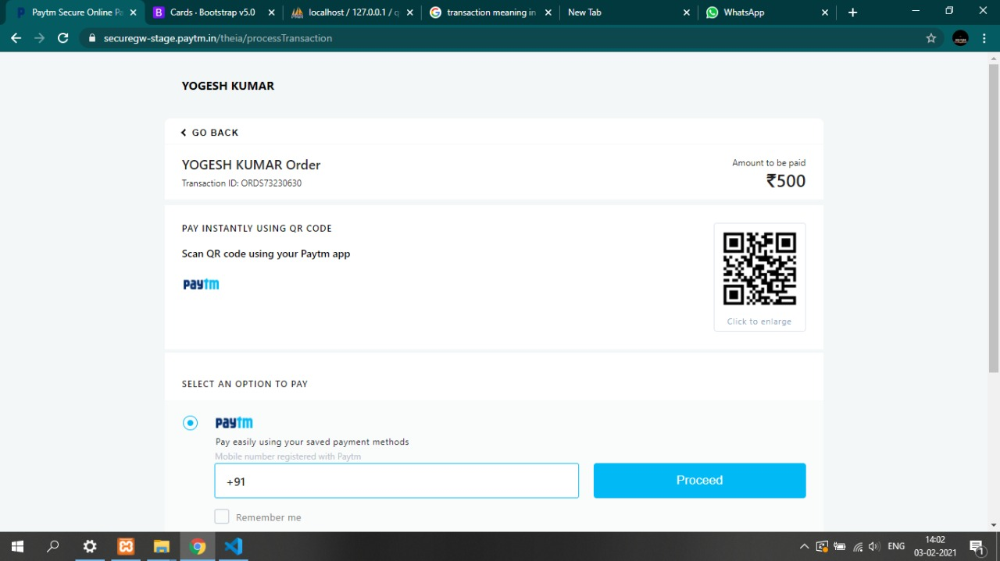 Paytm Secure Online Pa
Cards · Bootstrap v5.0
localhost / 127.0.0.1 / q
transaction meaning in
New Tab
WhatsApp
securegw-stage.paytm.in/theia/processTransaction
YOGESH KUMAR
GO BACK
YOGESH KUMAR Order
Transaction ID: ORDS73230630
Amount to be paid
₹500
PAY INSTANTLY USING QR CODE
Scan QR code using your Paytm app
paytm
Click to enlarge
SELECT AN OPTION TO PAY
paytm
Pay easily using your saved payment methods
Mobile number registered with Paytm
+91
Proceed
Remember me
ENG
14:02
03-02-2021
1